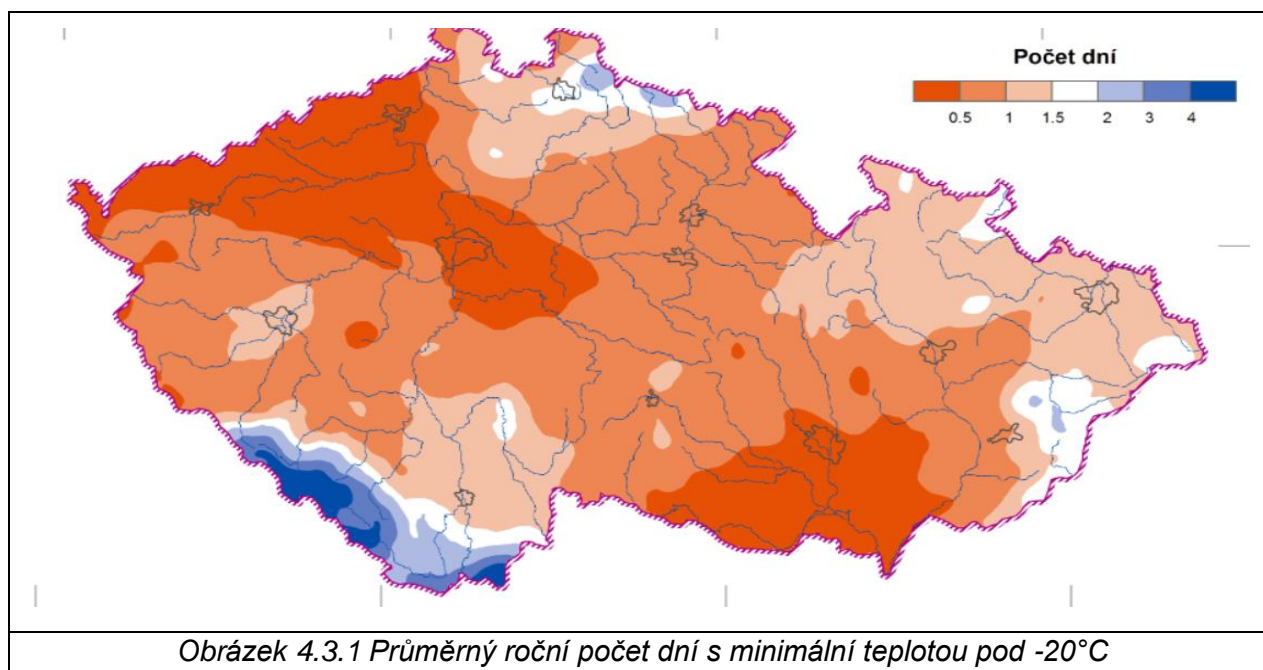 Počet dní
0.5 1 1.5 2 3 4
Obrázek 4.3.1 Průměrný roční počet dní s minimální teplotou pod -20°C